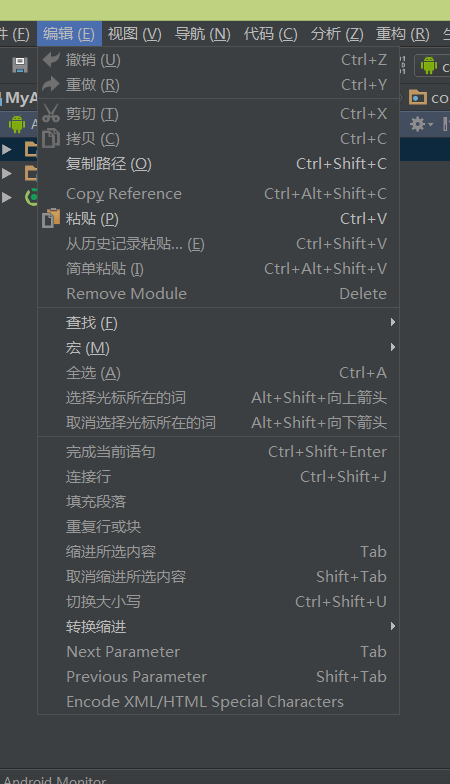 件 (F) 编辑 (E) 视图 (V) 导航 (N) 代码 (C) 分析 (Z) 重构 (R)
撤销 (U) Ctrl+Z
重做 (R) Ctrl+Y
剪切 (T) Ctrl+X
拷贝 (C) Ctrl+C
复制路径 (O) Ctrl+Shift+C
Copy Reference Ctrl+Alt+Shift+C
粘贴 (P) Ctrl+V
从历史记录粘贴... (E) Ctrl+Shift+V
简单粘贴 (I) Ctrl+Alt+Shift+V
Remove Module Delete
查找 (F)
宏 (M)
全选 (A) Ctrl+A
选择光标所在的词 Alt+Shift+向上箭头
取消选择光标所在的词 Alt+Shift+向下箭头
完成当前语句 Ctrl+Shift+Enter
连接行 Ctrl+Shift+J
填充段落
重复行或块
缩进所选内容 Tab
取消缩进所选内容 Shift+Tab
切换大小写 Ctrl+Shift+U
转换缩进
Next Parameter Tab
Previous Parameter Shift+Tab
Encode XML/HTML Special Characters
MyA
co
Android Monitor